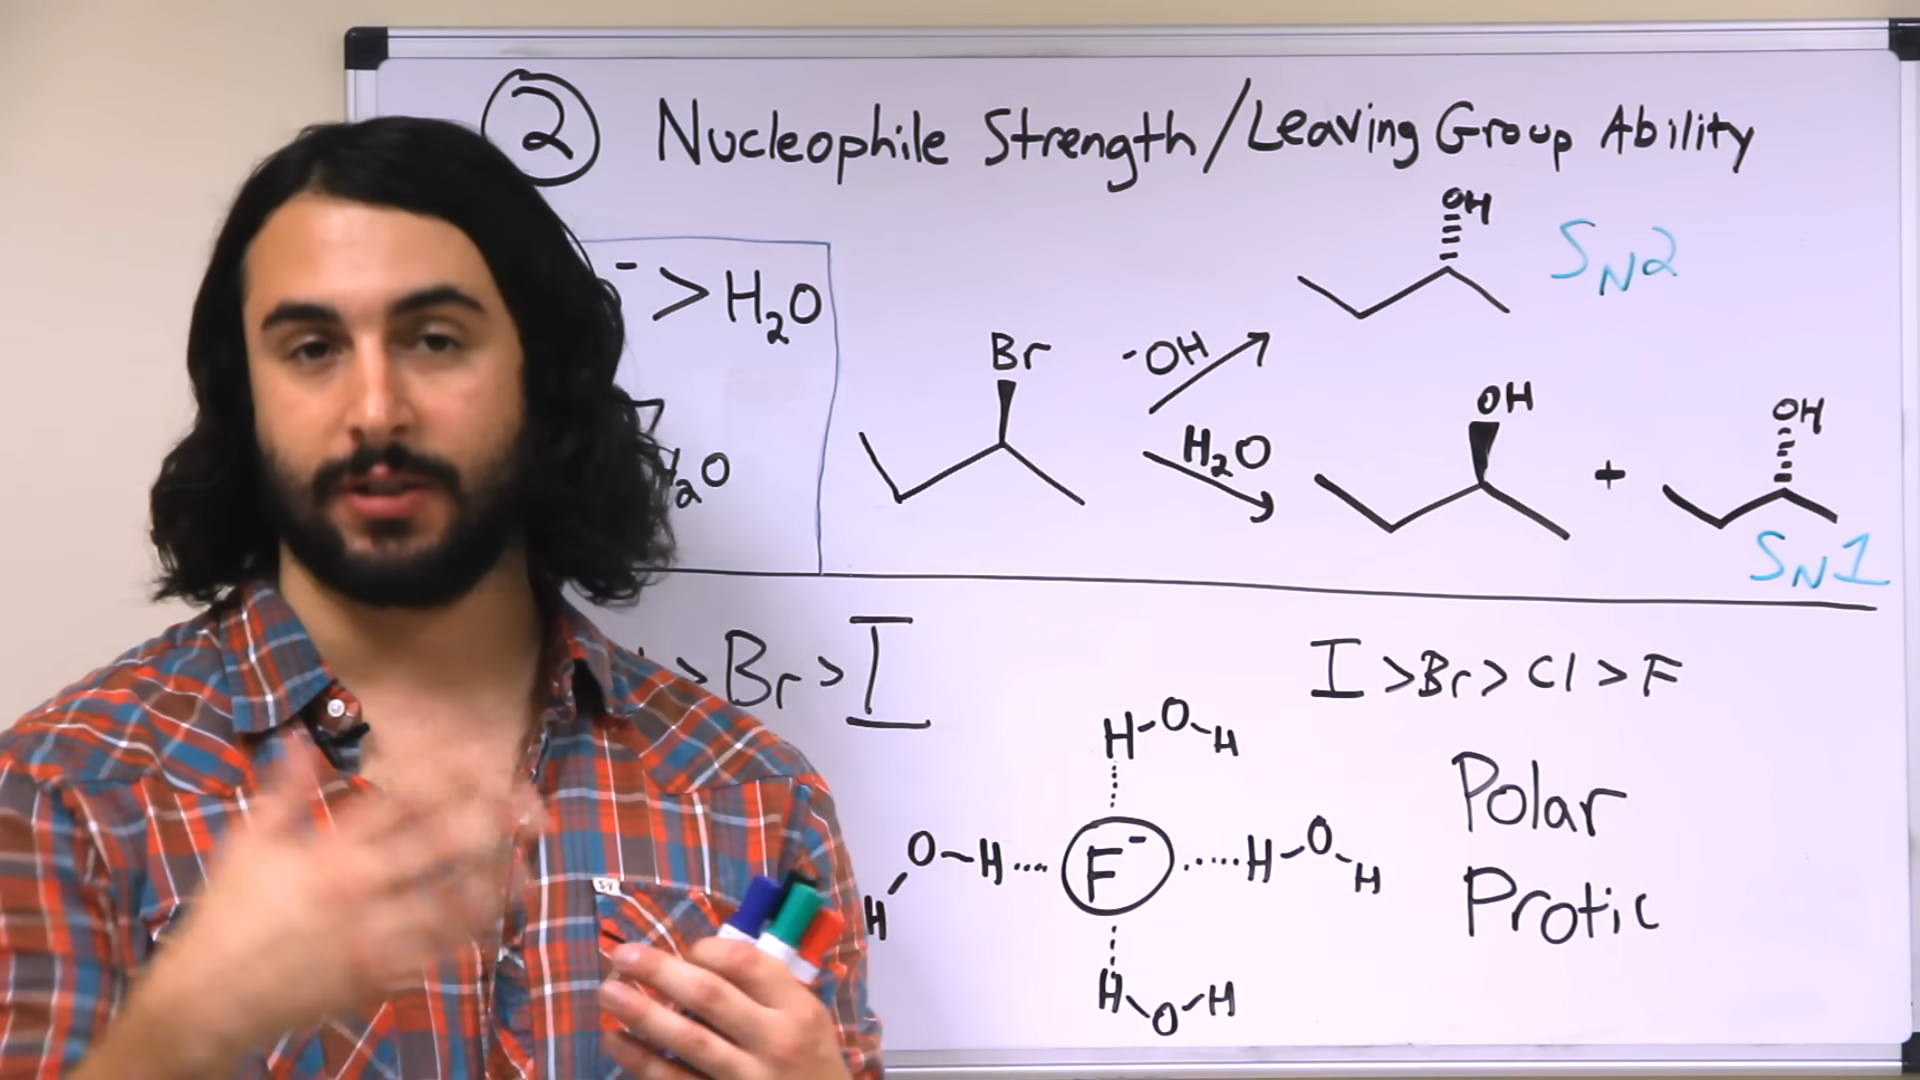 2 Nucleophile Strength/Leaving Group Ability
OH
SN2
- > H2O
Br
-OH
H2O
OH
+
OH
H2O
SN1
> Br > I
I > Br > Cl > F
H-O-H
Polar
O-H
F-
H-O-H
H
Protic
H-O-H